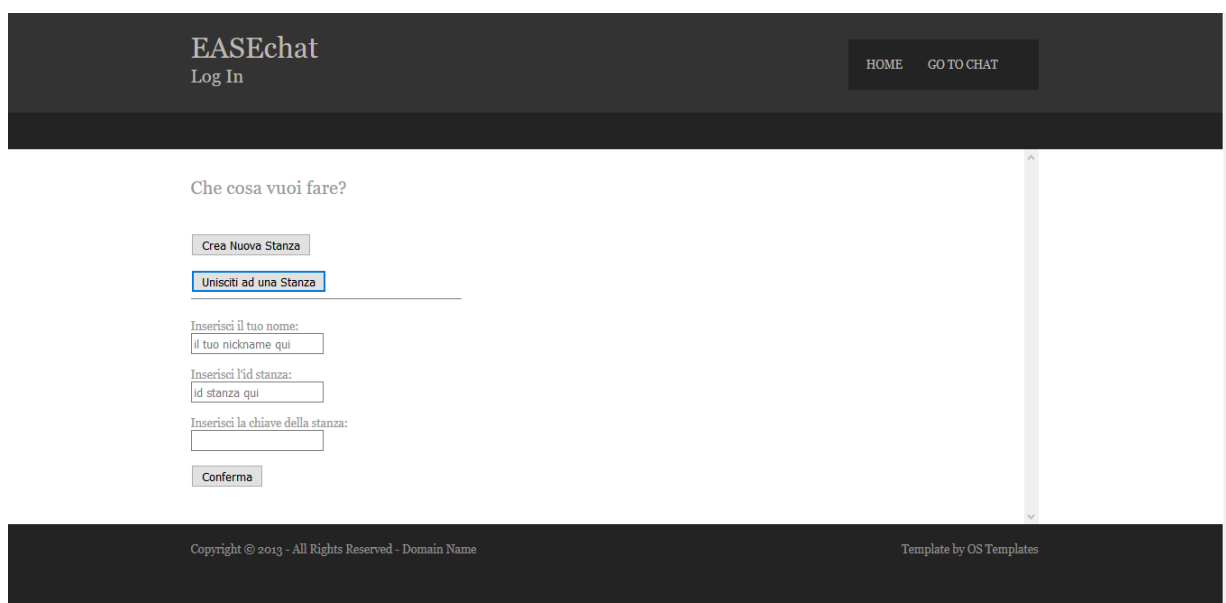 EASEchat
Log In
HOME GO TO CHAT
Che cosa vuoi fare?
Crea Nuova Stanza
Unisciti ad una Stanza
Inserisci il tuo nome:
il tuo nickname qui
Inserisci l'id stanza:
id stanza qui
Inserisci la chiave della stanza:
Conferma
Copyright © 2013 - All Rights Reserved - Domain Name
Template by OS Templates